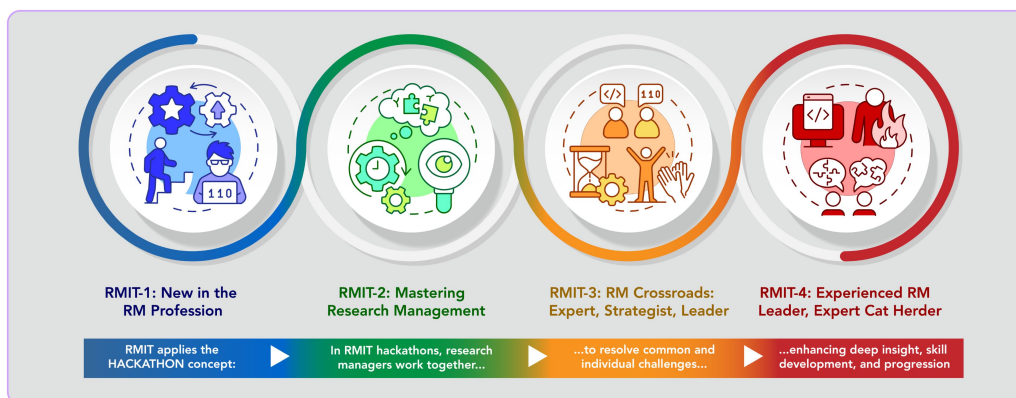 110
110
</>
</>
RMIT-1: New in the
RM Profession
RMIT-2: Mastering
Research Management
RMIT-3: RM Crossroads:
Expert, Strategist, Leader
RMIT-4: Experienced RM
Leader, Expert Cat Herder
RMIT applies the
HACKATHON concept:
In RMIT hackathons, research
managers work together...
...to resolve common and
individual challenges...
...enhancing deep insight, skill
development, and progression